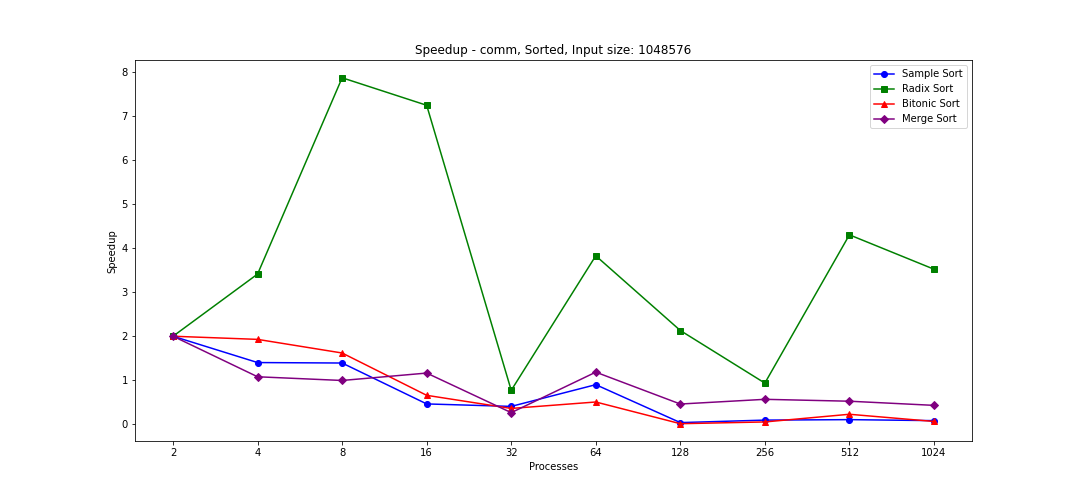 Speedup - comm, Sorted, Input size: 1048576
Sample Sort
Radix Sort
Bitonic Sort
Merge Sort
Speedup
8
7
6
5
4
3
2
1
0
2 4 8 16 32 64 128 256 512 1024
Processes